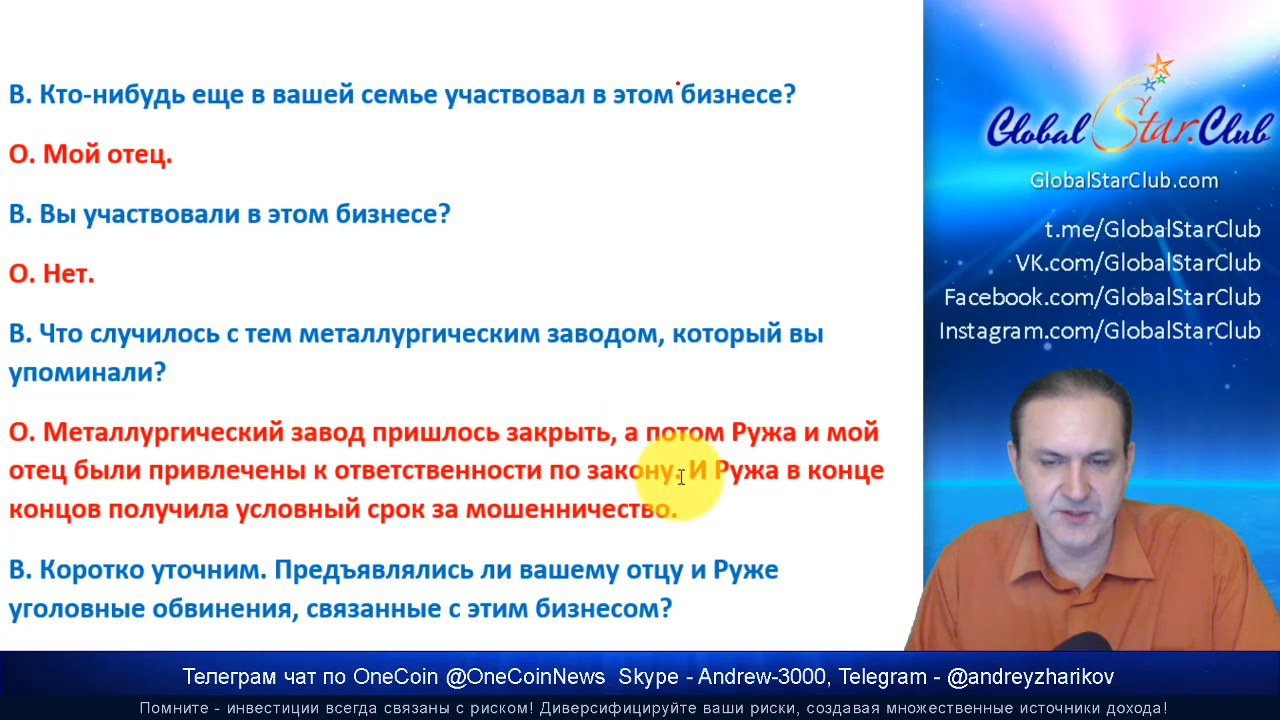 В. Кто-нибудь еще в вашей семье участвовал в этом бизнесе?
О. Мой отец.
В. Вы участвовали в этом бизнесе?
О. Нет.
В. Что случилось с тем металлургическим заводом, который вы
упоминали?
О. Металлургический завод пришлось закрыть, а потом Ружа и мой
отец были привлечены к ответственности по закону. И Ружа в конце
концов получила условный срок за мошенничество.
В. Коротко уточним. Предъявлялись ли вашему отцу и Руже
уголовные обвинения, связанные с этим бизнесом?
Global Star.Club
GlobalStarClub.com
t.me/GlobalStarClub
VK.com/GlobalStarClub
Facebook.com/GlobalStarClub
Instagram.com/GlobalStarClub
Телеграм чат по OneCoin @OneCoinNews Skype - Andrew-3000, Telegram - @andreyzharikov
Помните - инвестиции всегда связаны с риском! Диверсифицируйте ваши риски, создавая множественные источники дохода!